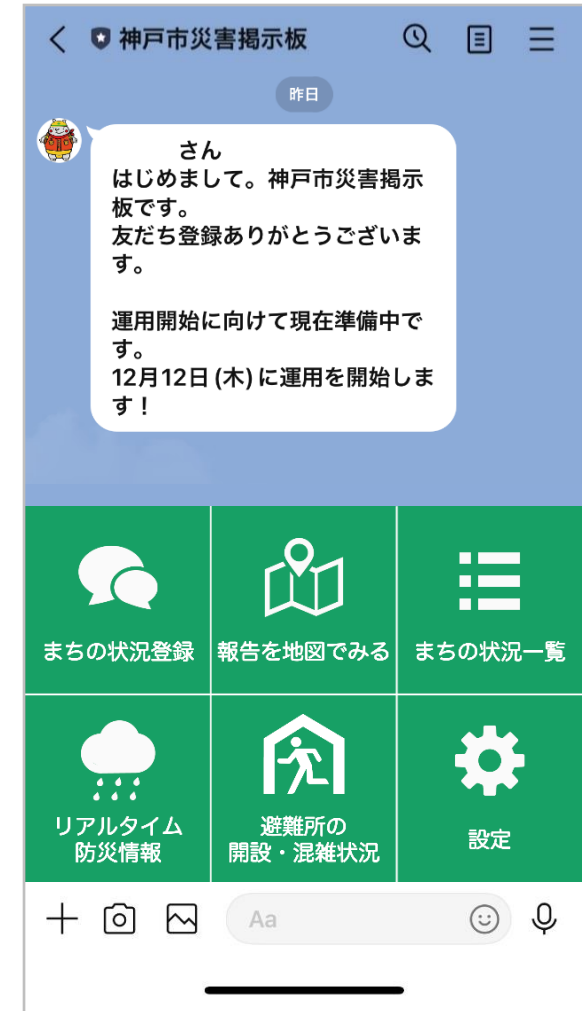 神戸市災害掲示板
昨日
さん
はじめまして。神戸市災害掲示
板です。
友だち登録ありがとうございま
す。
運用開始に向けて現在準備中で
す。
12月12日(木)に運用を開始しま
す！
まちの状況登録
報告を地図でみる
まちの状況一覧
リアルタイム
防災情報
避難所の
開設・混雑状況
設定
Aa